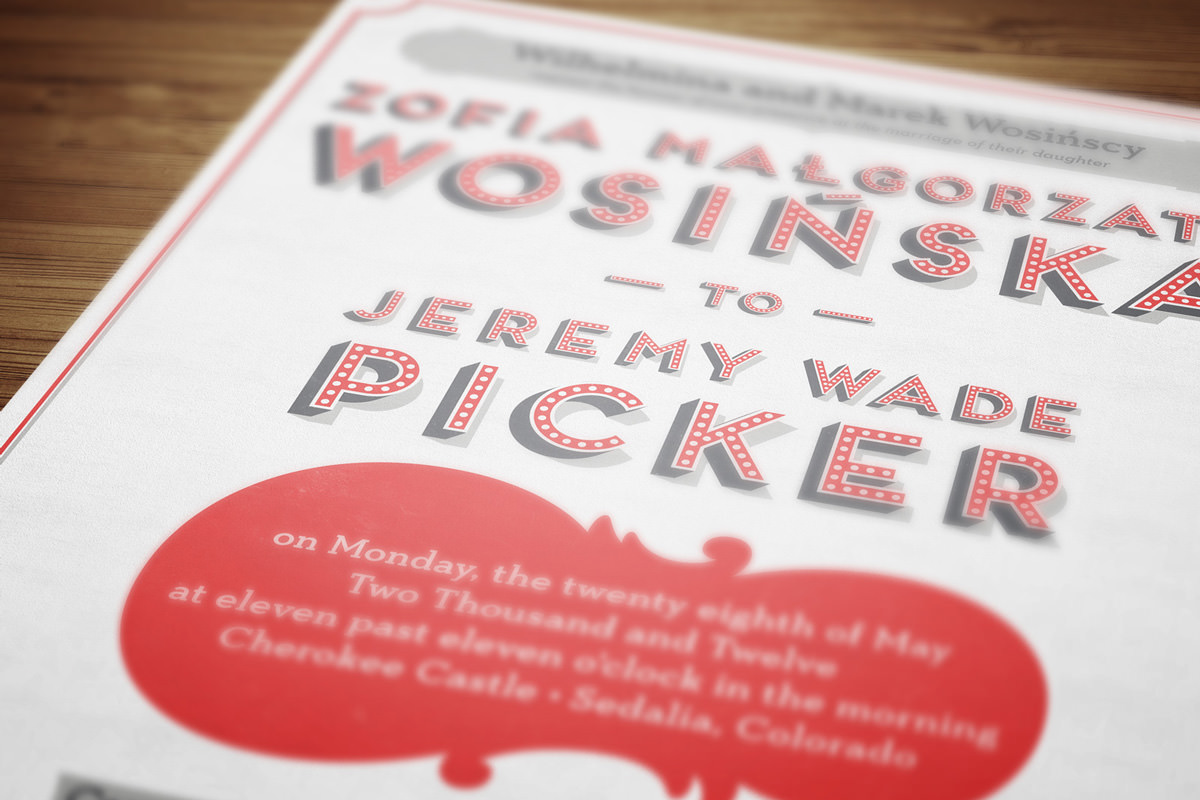 Wilhelmina and Marek Wosińscy
in the marriage of their daughter
ZOFIA MAŁGORZAT
WOSIŃSKA
— TO —
JEREMY WADE
PICKER
on Monday, the twenty eighth of May
Two Thousand and Twelve
at eleven past eleven o'clock in the morning
Cherokee Castle • Sedalia, Colorado